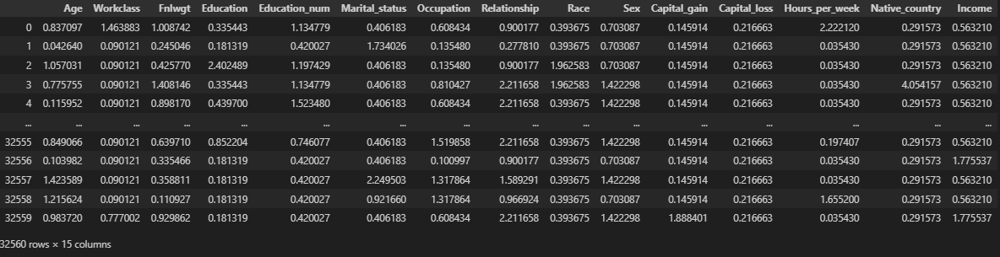 Age Workclass Fnlwgt Education Education_num Marital_status Occupation Relationship Race Sex Capital_gain Capital_loss Hours_per_week Native_country Income
0 0.837097 1.463883 1.008742 0.335443 1.134779 0.406183 0.608434 0.900177 0.393675 0.703087 0.145914 0.216663 2.222120 0.291573 0.563210
1 0.042640 0.090121 0.245046 0.181319 0.420027 1.734026 0.135480 0.277810 0.393675 0.703087 0.145914 0.216663 0.035430 0.291573 0.563210
2 1.057031 0.090121 0.425770 2.402489 1.197429 0.406183 0.135480 0.900177 1.962583 0.703087 0.145914 0.216663 0.035430 0.291573 0.563210
3 0.775755 0.090121 1.408146 0.335443 1.134779 0.406183 0.810427 2.211658 1.962583 1.422298 0.145914 0.216663 0.035430 4.054157 0.563210
4 0.115952 0.090121 0.898170 0.439700 1.523480 0.406183 0.608434 2.211658 0.393675 1.422298 0.145914 0.216663 0.035430 0.291573 0.563210
... ... ... ... ... ... ... ... ... ... ... ... ... ... ... ...
32555 0.849066 0.090121 0.639710 0.852204 0.746077 0.406183 1.519858 2.211658 0.393675 1.422298 0.145914 0.216663 0.197407 0.291573 0.563210
32556 0.103982 0.090121 0.335466 0.181319 0.420027 0.406183 0.100997 0.900177 0.393675 0.703087 0.145914 0.216663 0.035430 0.291573 1.775537
32557 1.423589 0.090121 0.358811 0.181319 0.420027 2.249503 1.317864 1.589291 0.393675 1.422298 0.145914 0.216663 0.035430 0.291573 0.563210
32558 1.215624 0.090121 0.110927 0.181319 0.420027 0.921660 1.317864 0.966924 0.393675 0.703087 0.145914 0.216663 1.655200 0.291573 0.563210
32559 0.983720 0.777002 0.929862 0.181319 0.420027 0.406183 0.608434 2.211658 0.393675 1.422298 1.888401 0.216663 0.035430 0.291573 1.775537
32560 rows × 15 columns